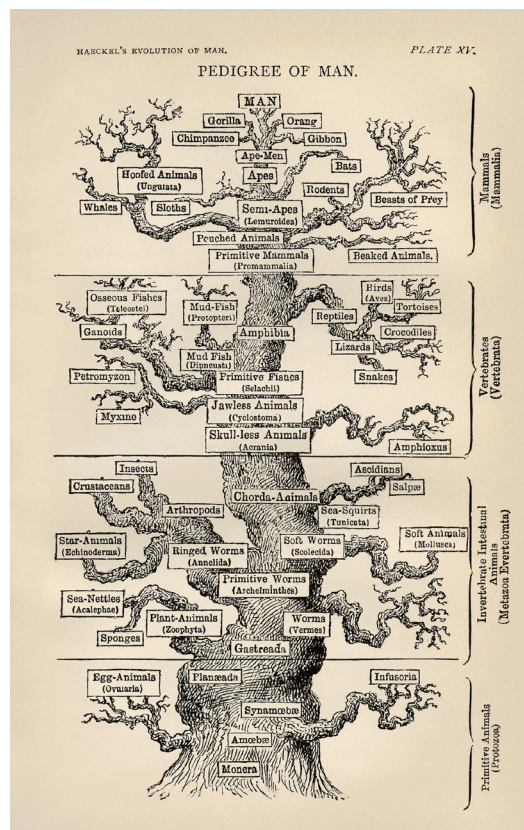 HAECKEL'S EVOLUTION OF MAN.
PLATE XV.
PEDIGREE OF MAN.
MAN
Gorilla
Orang
Chimpanzee
Gibbon
Ape-Men
Bats
Apes
Hoofed Animals
(Ungulata)
Rodents
Beasts of Prey
Whales
Sloths
Semi-Apes
(Lemuroidea)
Pouched Animals
Primitive Mammals
(Promammalia)
Beaked Animals.
Mammals
(Mammalia)
Osseous Fishes
(Teleostei)
Mud-Fish
(Protopteri)
Birds
(Aves)
Tortoises
Reptiles
Ganoids
Amphibia
Crocodiles
Lizards
Mud Fish
(Dipneusta)
Petromyzon
Primitive Fishes
(Selachii)
Snakes
Jawless Animals
(Cyclostoma)
Myxine
Skull-less Animals
(Acrania)
Amphioxus
Vertebrates
(Vertebrata)
Insects
Ascidians
Crustaceans
Salpæ
Chorda-Animals
Arthropods
Sea-Squirts
(Tunicata)
Star-Animals
(Echinoderma)
Ringed Worms
(Annelida)
Soft Worms
(Scolecida)
Soft Animals
(Mollusca)
Primitive Worms
(Archelminthes)
Sea-Nettles
(Acalephae)
Plant-Animals
(Zoophyta)
Worms
(Vermes)
Sponges
Gastreada
Invertebrate Intestinal
Animals
(Metazoa Evertebrata)
Egg-Animals
(Ovularia)
Planæada
Infusoria
Synamœbæ
Amœbæ
Monera
Primitive Animals
(Protozoa)